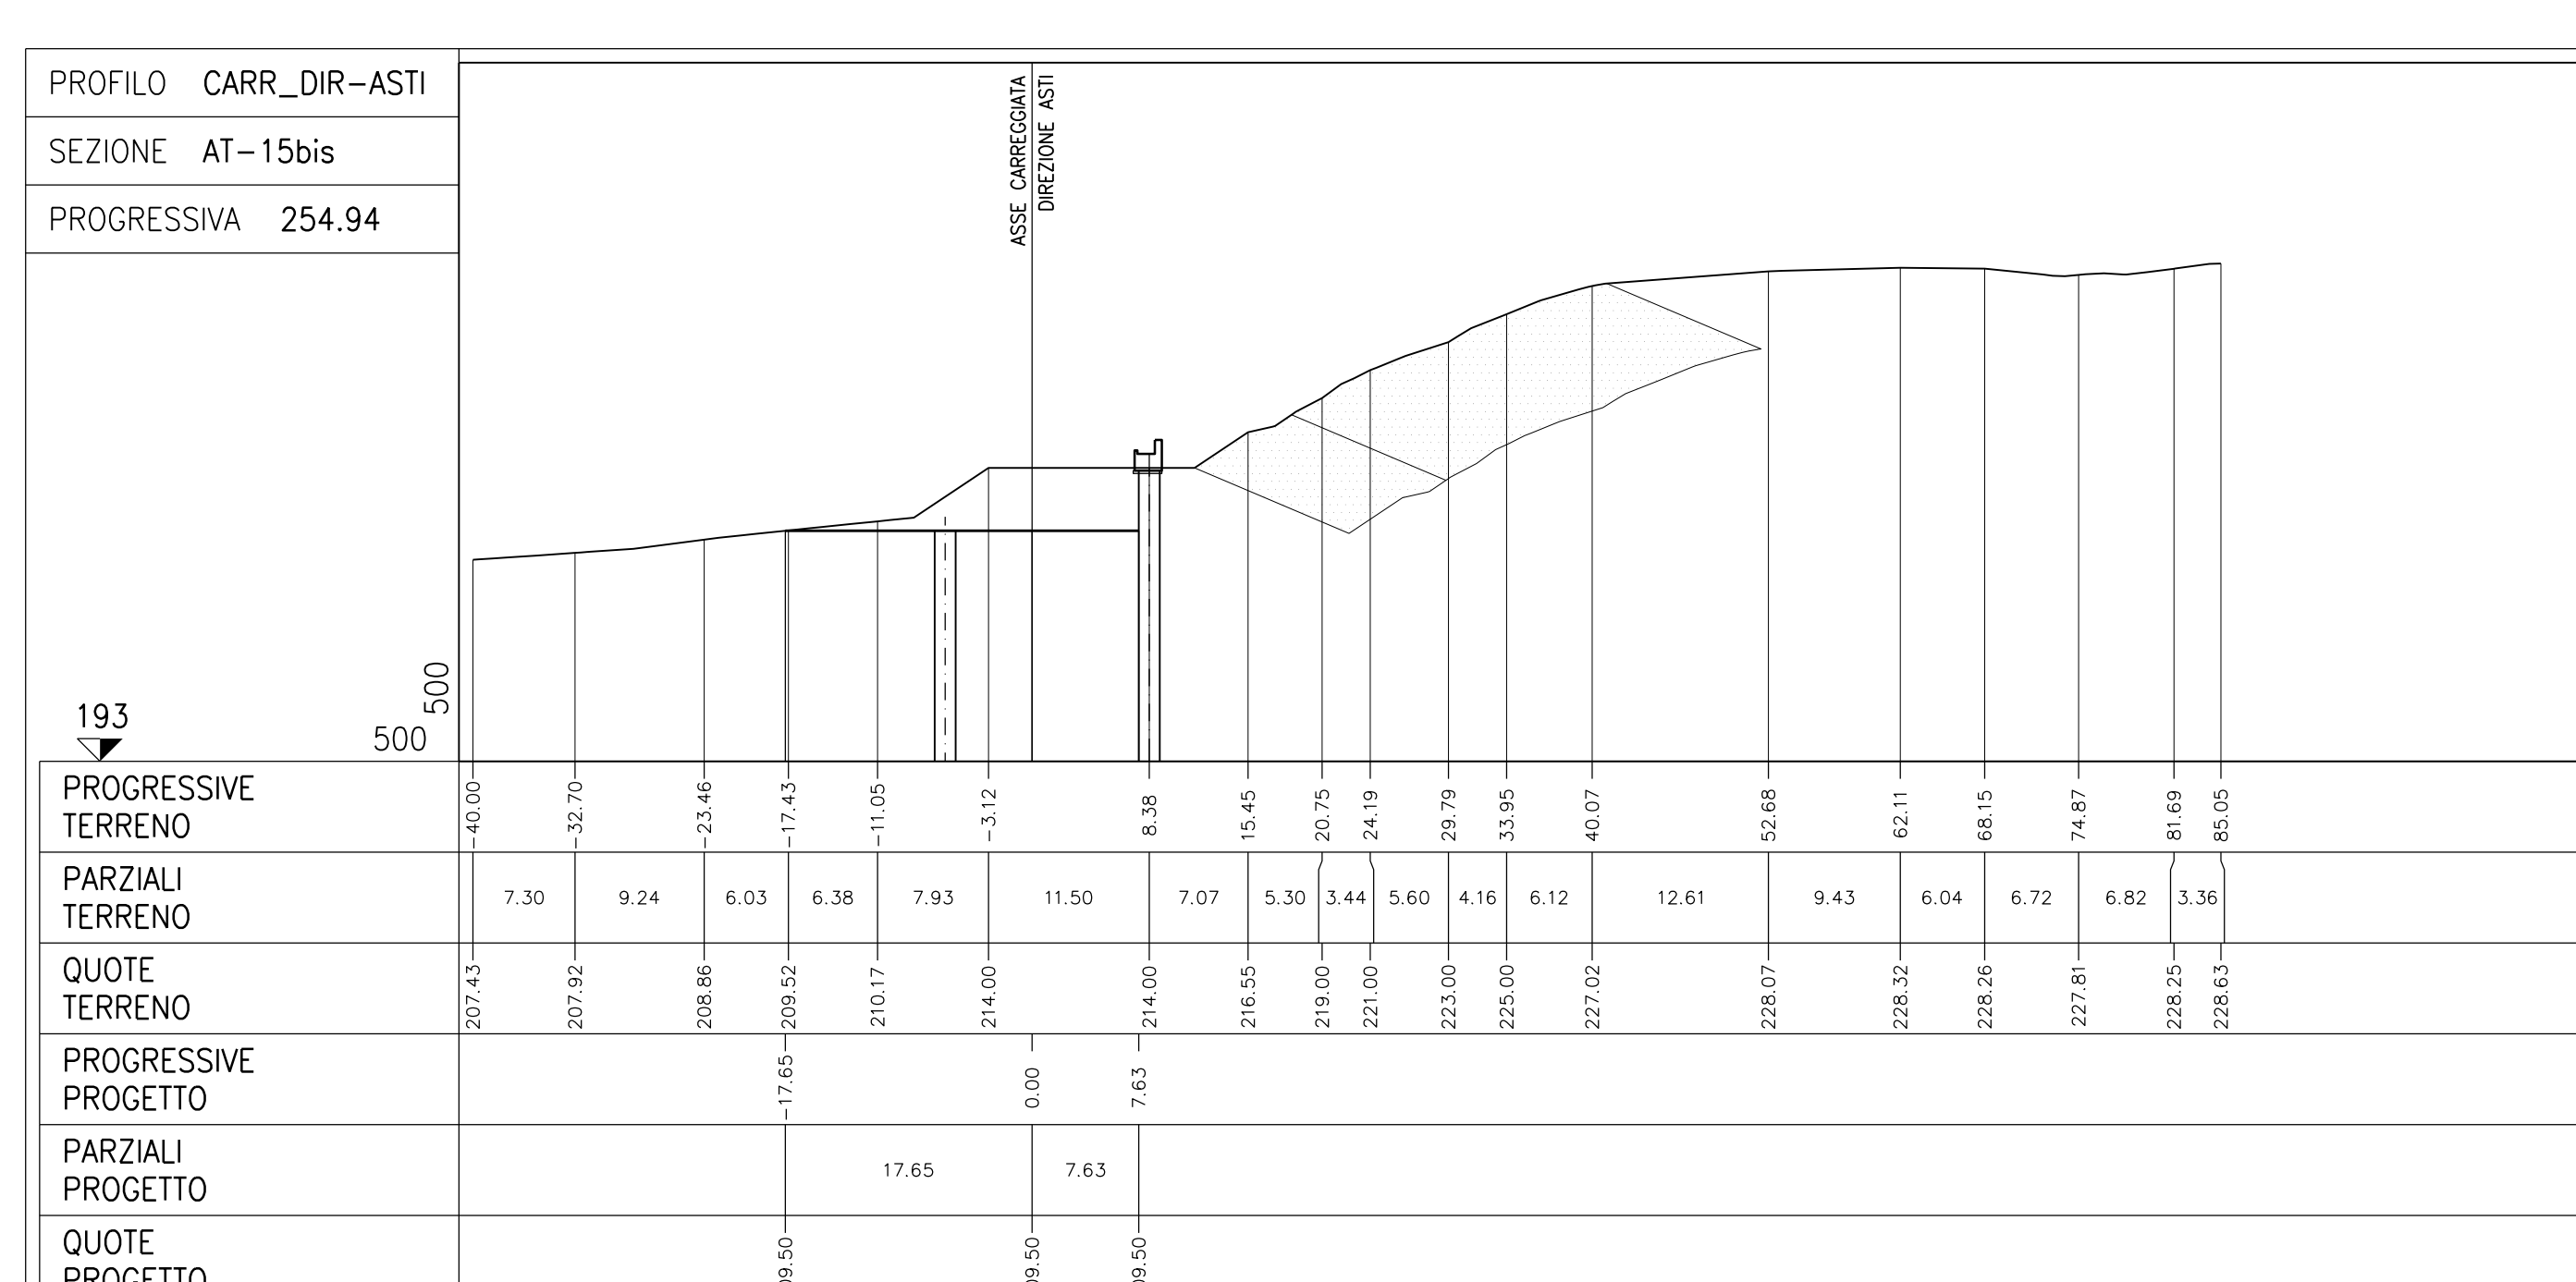 PROFILO CARR_DIR-ASTI
SEZIONE AT-15bis
PROGRESSIVA 254.94
ASSE CARREGGIATA
DIREZIONE ASTI
500
193
500
PROGRESSIVE
TERRENO
-40.00 -32.70 -23.46 -17.43 -11.05 -3.12 8.38 15.45 20.75 24.19 29.79 33.95 40.07 52.68 62.11 68.15 74.87 81.69 85.05
PARZIALI
TERRENO
7.30 9.24 6.03 6.38 7.93 11.50 7.07 5.30 3.44 5.60 4.16 6.12 12.61 9.43 6.04 6.72 6.82 3.36
QUOTE
TERRENO
207.43 207.92 208.86 209.52 210.17 214.00 214.00 216.55 219.00 221.00 223.00 225.00 227.02 228.07 228.32 228.26 227.81 228.25 228.63
PROGRESSIVE
PROGETTO
-17.65 0.00 7.63
PARZIALI
PROGETTO
17.65 7.63
QUOTE
PROGETTO
09.50 09.50 09.50